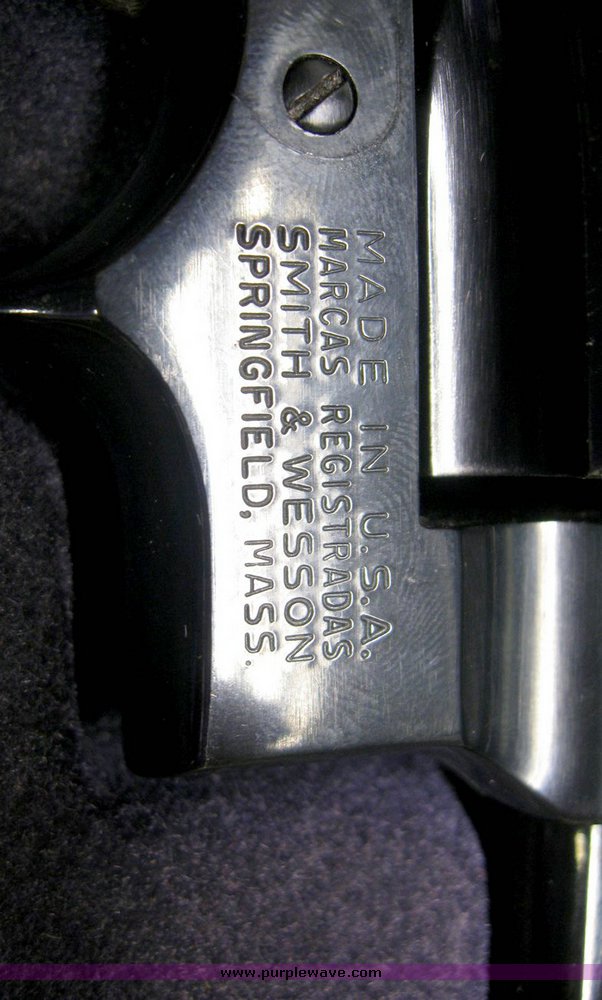 MADE IN U.S.A.
MARCAS REGISTRADAS
SMITH & WESSON
SPRINGFIELD, MASS.
www.purplewave.com